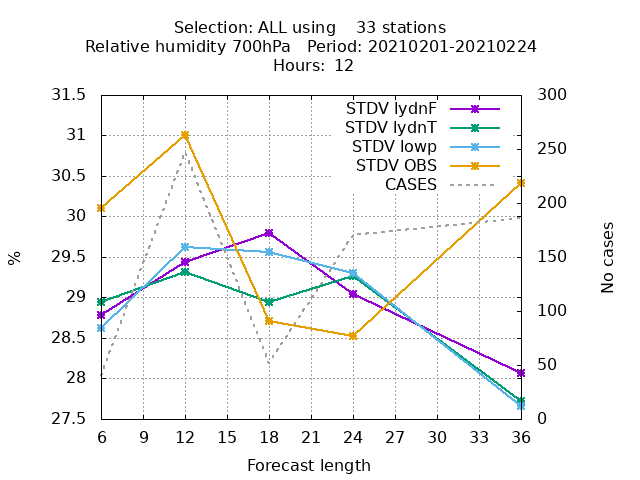 Selection: ALL using    33 stations
Relative humidity 700hPa   Period: 20210201-20210224
Hours: 12
STDV lydnF
STDV lydnT
STDV lowp
STDV OBS
CASES
31.5
31
30.5
30
29.5
29
28.5
28
27.5
300
250
200
150
100
50
0
%
No cases
6 9 12 15 18 21 24 27 30 33 36
Forecast length